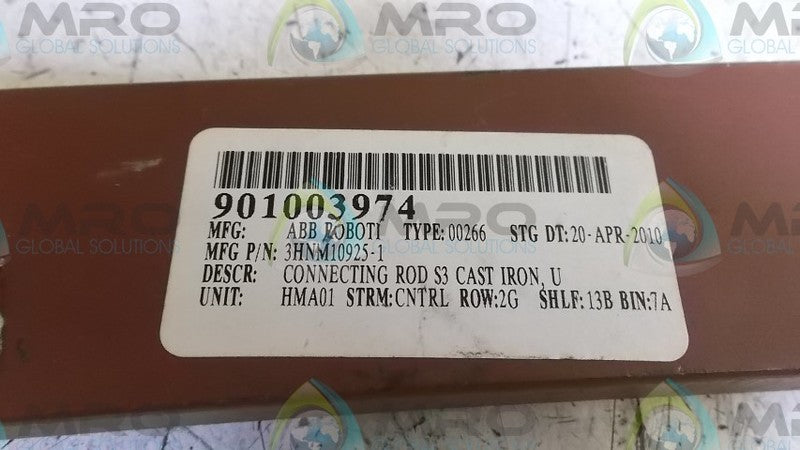 MRO
GLOBAL SOLUTIONS
901003974
MFG: ABB ROBOTI TYPE: 00266 STG DT: 20-APR-2010
MFG P/N: 3HNM10925-1
DESCR: CONNECTING ROD S3 CAST IRON, U
UNIT: HMA01 STRM: CNTRL ROW: 2G SHLF: 13B BIN: 7A